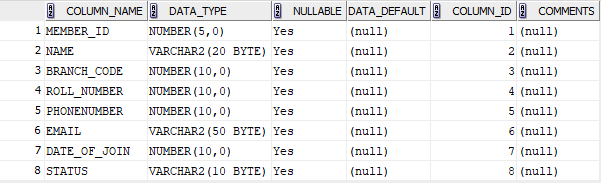 COLUMN_NAME DATA_TYPE NULLABLE DATA_DEFAULT COLUMN_ID COMMENTS
1 MEMBER_ID NUMBER(5,0) Yes (null) 1 (null)
2 NAME VARCHAR2(20 BYTE) Yes (null) 2 (null)
3 BRANCH_CODE NUMBER(10,0) Yes (null) 3 (null)
4 ROLL_NUMBER NUMBER(10,0) Yes (null) 4 (null)
5 PHONENUMBER NUMBER(10,0) Yes (null) 5 (null)
6 EMAIL VARCHAR2(50 BYTE) Yes (null) 6 (null)
7 DATE_OF_JOIN NUMBER(10,0) Yes (null) 7 (null)
8 STATUS VARCHAR2(10 BYTE) Yes (null) 8 (null)